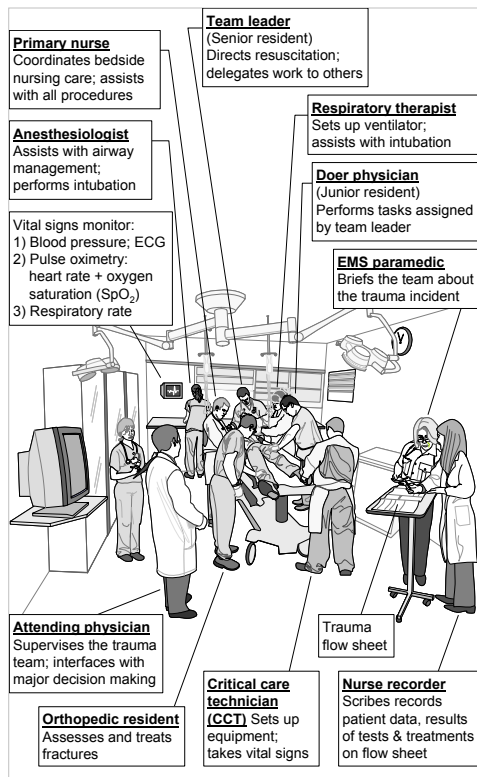 Team leader
(Senior resident)
Directs resuscitation;
delegates work to others
Primary nurse
Coordinates bedside
nursing care; assists
with all procedures
Respiratory therapist
Sets up ventilator;
assists with intubation
Anesthesiologist
Assists with airway
management;
performs intubation
Doer physician
(Junior resident)
Performs tasks assigned
by team leader
Vital signs monitor:
1) Blood pressure; ECG
2) Pulse oximetry:
heart rate + oxygen
saturation (SpO₂)
3) Respiratory rate
EMS paramedic
Briefs the team about
the trauma incident
Attending physician
Supervises the trauma
team; interfaces with
major decision making
Trauma
flow sheet
Orthopedic resident
Assesses and treats
fractures
Critical care
technician
(CCT) Sets up
equipment;
takes vital signs
Nurse recorder
Scribes records
patient data, results
of tests & treatments
on flow sheet